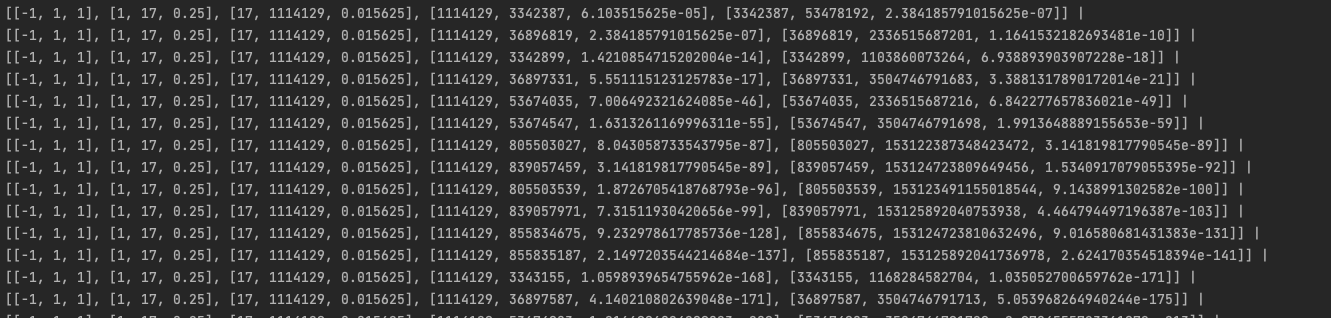 [[-1, 1, 1], [1, 17, 0.25], [17, 1114129, 0.015625], [1114129, 3342387, 6.103515625e-05], [3342387, 53478192, 2.384185791015625e-07]] |
[[-1, 1, 1], [1, 17, 0.25], [17, 1114129, 0.015625], [1114129, 36896819, 2.384185791015625e-07], [36896819, 2336515687201, 1.1641532182693481e-10]] |
[[-1, 1, 1], [1, 17, 0.25], [17, 1114129, 0.015625], [1114129, 3342899, 1.4210854715202004e-14], [3342899, 1103860073264, 6.938893903907228e-18]] |
[[-1, 1, 1], [1, 17, 0.25], [17, 1114129, 0.015625], [1114129, 36897331, 5.551115123125783e-17], [36897331, 3504746791683, 3.3881317890172014e-21]] |
[[-1, 1, 1], [1, 17, 0.25], [17, 1114129, 0.015625], [1114129, 53674035, 7.006492321624085e-46], [53674035, 2336515687216, 6.842277657836021e-49]] |
[[-1, 1, 1], [1, 17, 0.25], [17, 1114129, 0.015625], [1114129, 53674547, 1.6313261169996311e-55], [53674547, 3504746791698, 1.9913648889155653e-59]] |
[[-1, 1, 1], [1, 17, 0.25], [17, 1114129, 0.015625], [1114129, 805503027, 8.043058733543795e-87], [805503027, 153122387348423472, 3.141819817790545e-89]] |
[[-1, 1, 1], [1, 17, 0.25], [17, 1114129, 0.015625], [1114129, 839057459, 3.141819817790545e-89], [839057459, 153124723809649456, 1.5340917079055395e-92]] |
[[-1, 1, 1], [1, 17, 0.25], [17, 1114129, 0.015625], [1114129, 805503539, 1.8726705418768793e-96], [805503539, 153123491155018544, 9.1438991302582e-100]] |
[[-1, 1, 1], [1, 17, 0.25], [17, 1114129, 0.015625], [1114129, 839057971, 7.31511930420656e-99], [839057971, 153125892040753938, 4.464794497196387e-103]] |
[[-1, 1, 1], [1, 17, 0.25], [17, 1114129, 0.015625], [1114129, 855834675, 9.232978617785736e-128], [855834675, 153124723810632496, 9.016580681431383e-131]] |
[[-1, 1, 1], [1, 17, 0.25], [17, 1114129, 0.015625], [1114129, 855835187, 2.1497203544214684e-137], [855835187, 153125892041736978, 2.624170354518394e-141]] |
[[-1, 1, 1], [1, 17, 0.25], [17, 1114129, 0.015625], [1114129, 3343155, 1.0598939654755962e-168], [3343155, 1168284582704, 1.035052700659762e-171]] |
[[-1, 1, 1], [1, 17, 0.25], [17, 1114129, 0.015625], [1114129, 36897587, 4.140210802639048e-171], [36897587, 3504746791713, 5.053968264940244e-175]] |